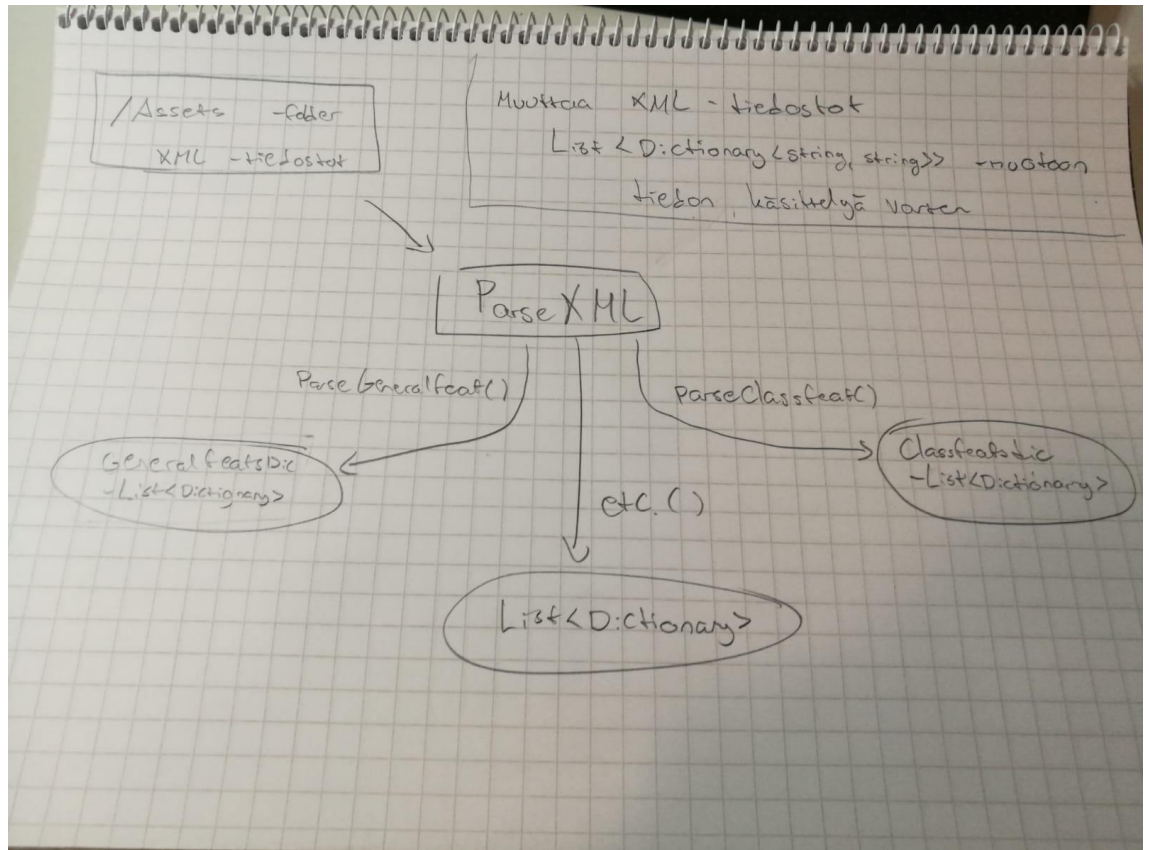 /Assets -folder
XML -tiedostot
Muuttaa XML - tiedostot
List <Dictionary<string, string>> -muotoon
tiedon käsittelyä varten
ParseXML
ParseGeneralfeat()
ParseClassfeat()
GeneralfeatsDic
-List<Dictionary>
Classfeatsdic
-List<Dictionary>
etc. ()
List<Dictionary>